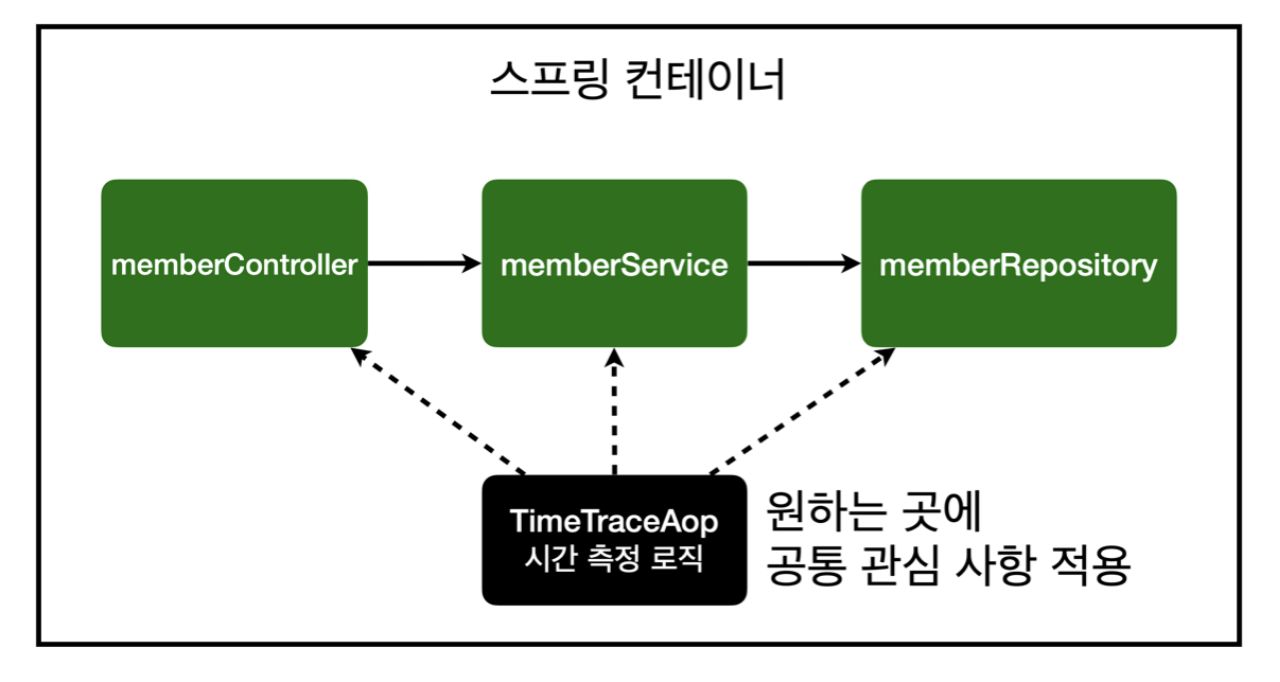 스프링 컨테이너
memberController
memberService
memberRepository
TimeTraceAop
시간 측정 로직
원하는 곳에
공통 관심 사항 적용